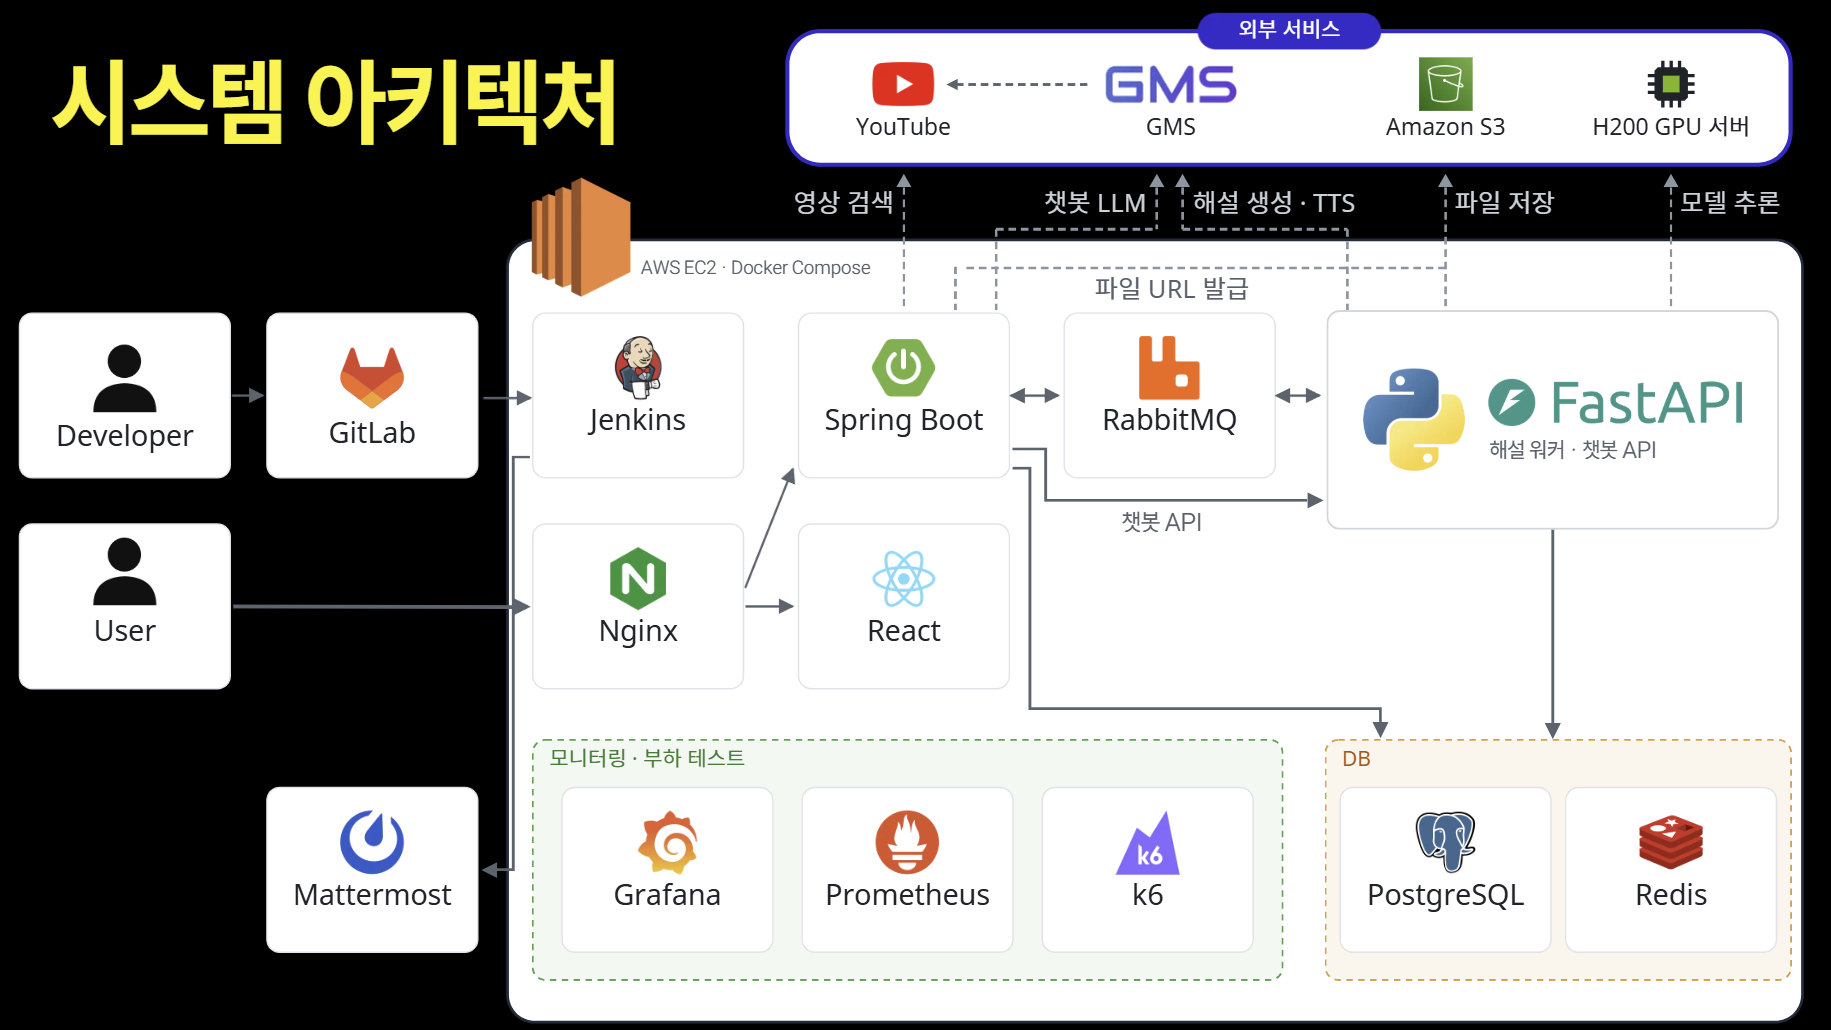 시스템 아키텍처
외부 서비스
YouTube
GMS
GMS
Amazon S3
H200 GPU 서버
영상 검색
챗봇 LLM
해설 생성 · TTS
파일 저장
모델 추론
AWS EC2 · Docker Compose
파일 URL 발급
Developer
GitLab
Jenkins
Spring Boot
RabbitMQ
FastAPI
해설 워커 · 챗봇 API
챗봇 API
User
Nginx
React
모니터링 · 부하 테스트
DB
Mattermost
Grafana
Prometheus
k6
k6
PostgreSQL
Redis